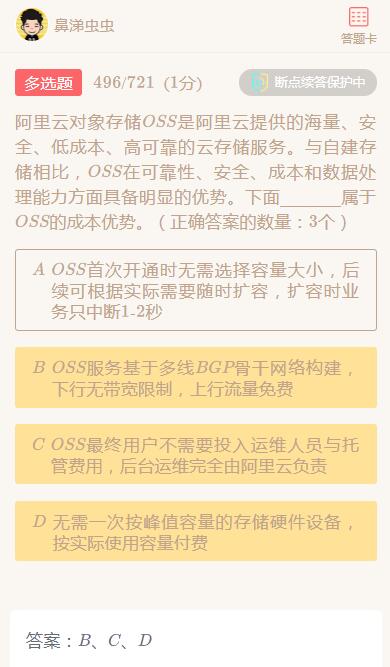 鼻涕虫虫
答题卡
多选题 496/721 (1分) 断点续答保护中
阿里云对象存储OSS是阿里云提供的海量、安
全、低成本、高可靠的云存储服务。与自建存
储相比，OSS在可靠性、安全、成本和数据处
理能力方面具备明显的优势。下面______属于
OSS的成本优势。（正确答案的数量：3个）
A OSS首次开通时无需选择容量大小，后
续可根据实际需要随时扩容，扩容时业
务只中断1-2秒
B OSS服务基于多线BGP骨干网络构建，
下行无带宽限制，上行流量免费
C OSS最终用户不需要投入运维人员与托
管费用，后台运维完全由阿里云负责
D 无需一次按峰值容量的存储硬件设备，
按实际使用容量付费
答案：B、C、D